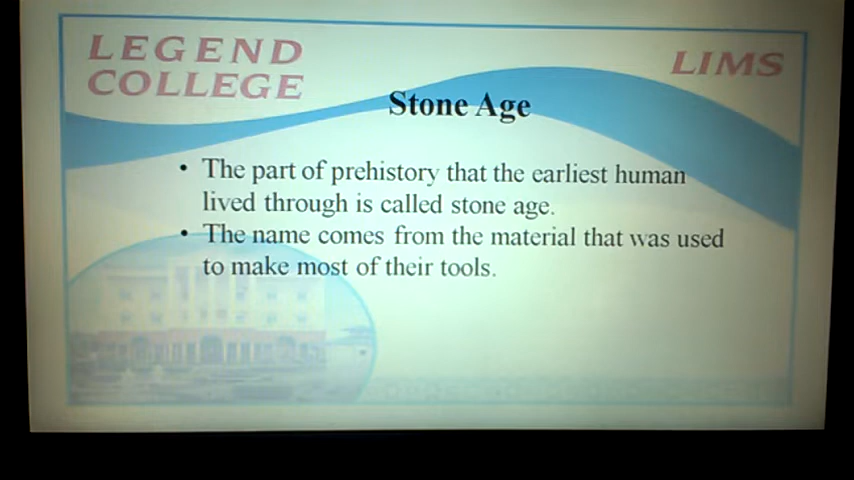 LEGEND
COLLEGE
LIMS
Stone Age
• The part of prehistory that the earliest human
lived through is called stone age.
• The name comes from the material that was used
to make most of their tools.